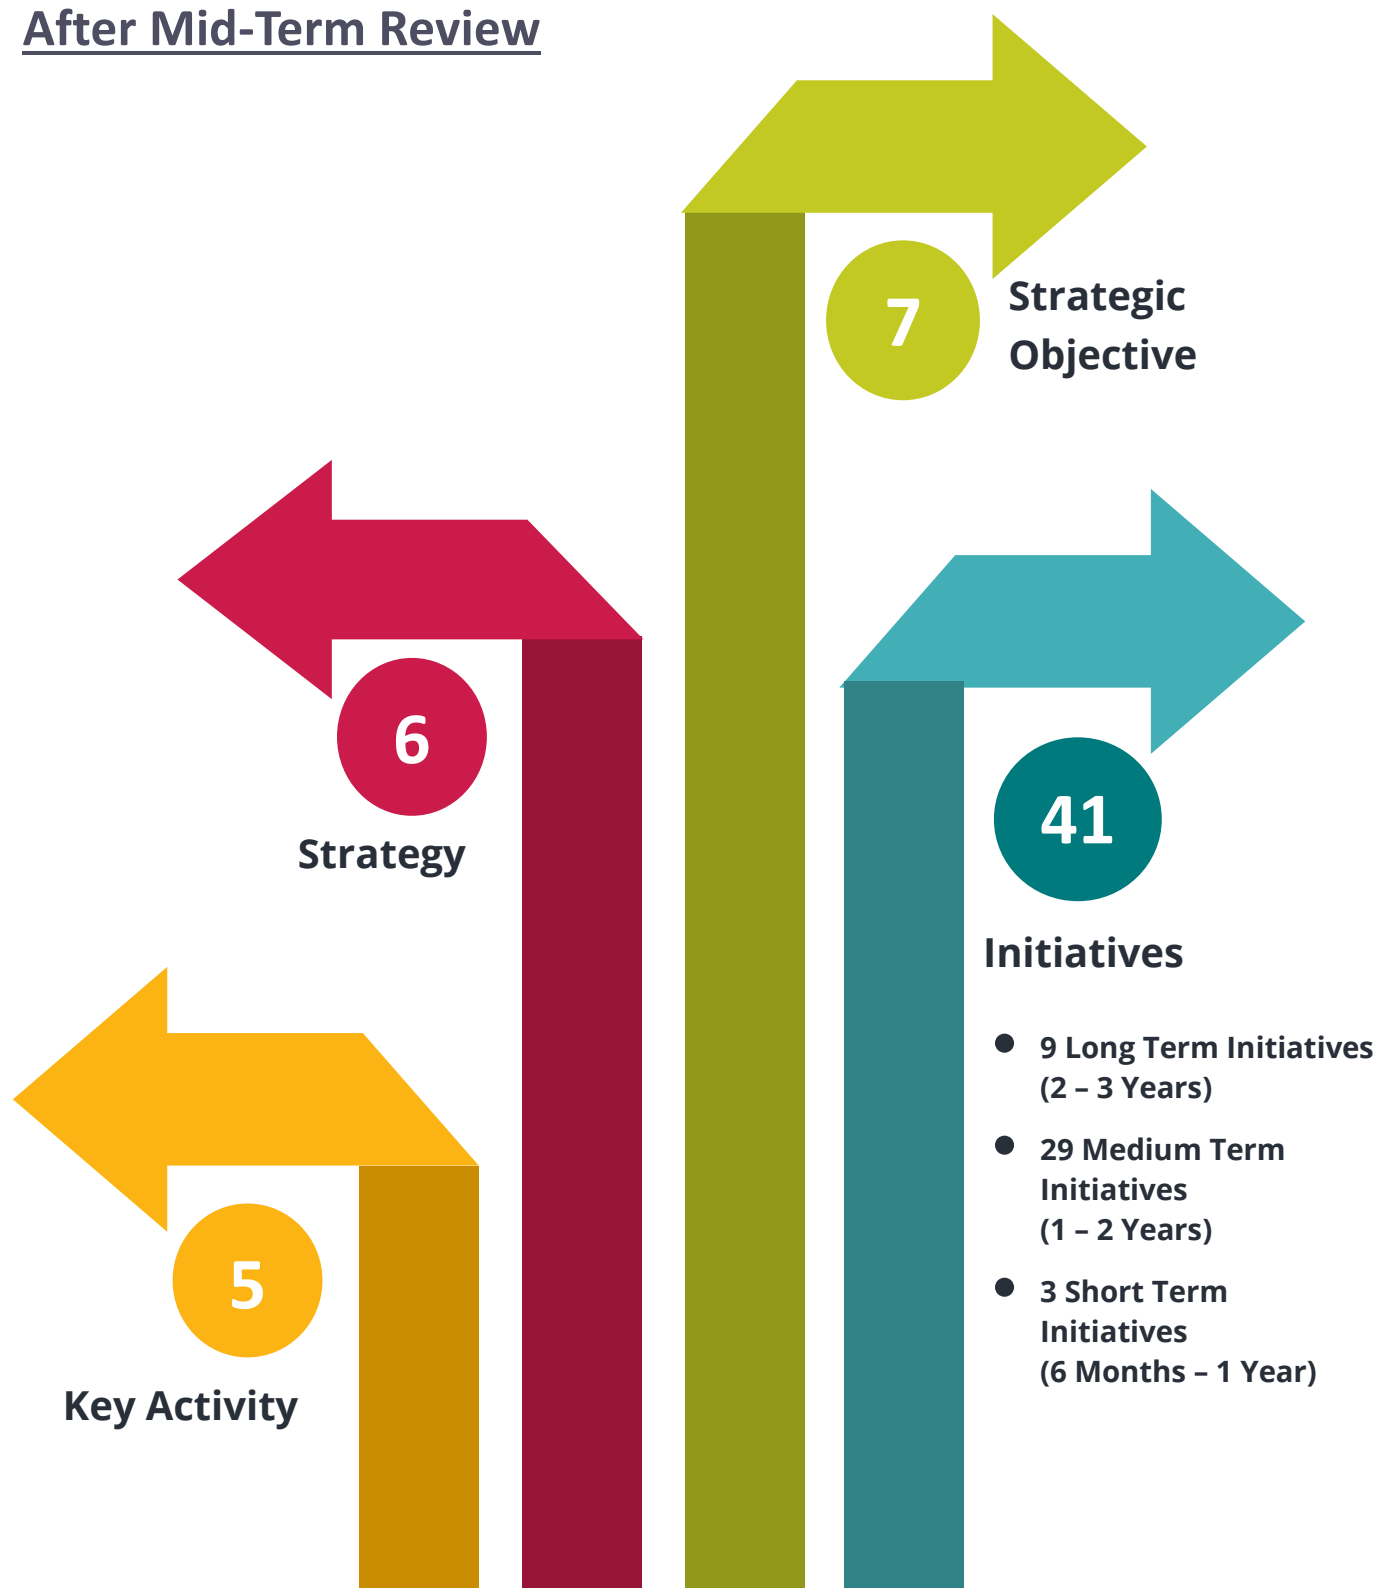 After Mid-Term Review
7
Strategic
Objective
6
Strategy
41
Initiatives
● 9 Long Term Initiatives
(2 – 3 Years)
● 29 Medium Term
Initiatives
(1 – 2 Years)
● 3 Short Term
Initiatives
(6 Months – 1 Year)
5
Key Activity